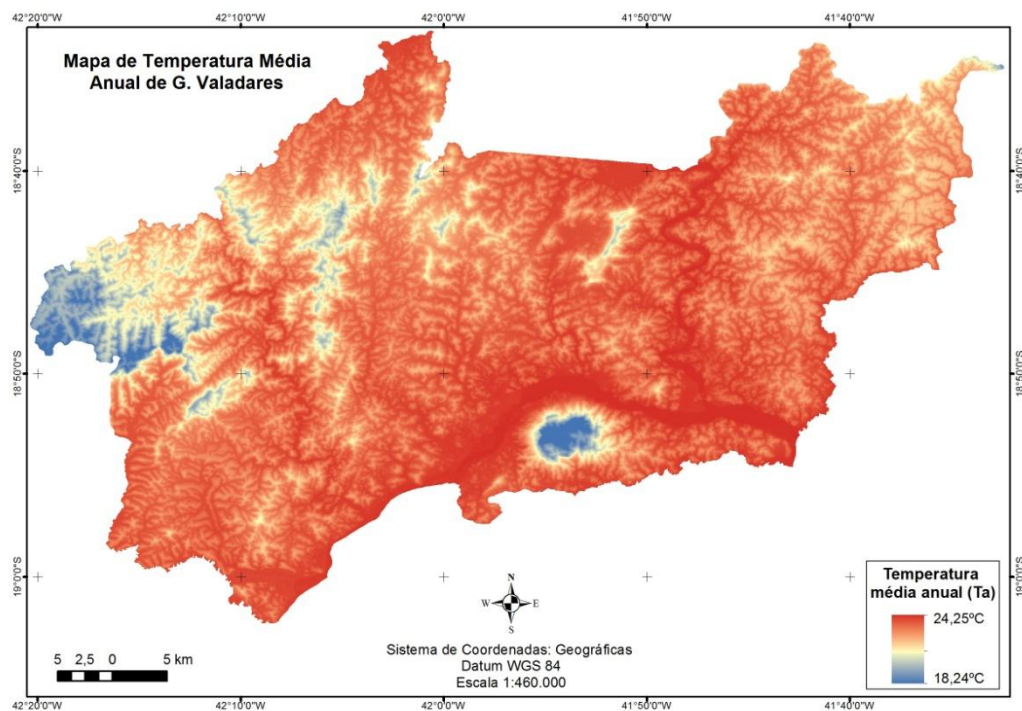 42°20'0"W 42°10'0"W 42°0'0"W 41°50'0"W 41°40'0"W
Mapa de Temperatura Média
Anual de G. Valadares
18°40'0"S 18°40'0"S
18°50'0"S 18°50'0"S
19°0'0"S 19°0'0"S
N
W E
S
Sistema de Coordenadas: Geográficas
Datum WGS 84
Escala 1:460.000
5 2,5 0 5 km
Temperatura
média anual (Ta)
24,25ºC
18,24ºC
42°20'0"W 42°10'0"W 42°0'0"W 41°50'0"W 41°40'0"W